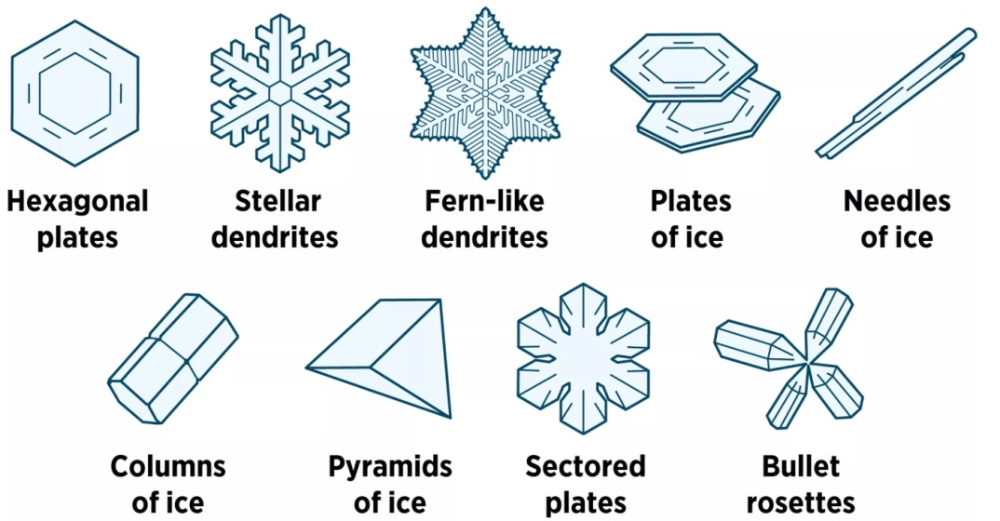 Hexagonal
plates
Stellar
dendrites
Fern-like
dendrites
Plates
of ice
Needles
of ice
Columns
of ice
Pyramids
of ice
Sectored
plates
Bullet
rosettes